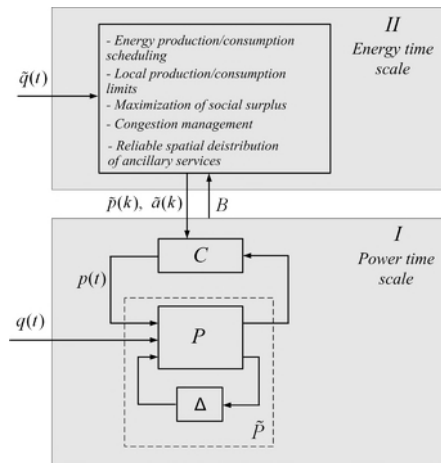 II
Energy time
scale
- Energy production/consumption
scheduling
- Local production/consumption
limits
- Maximization of social surplus
- Congestion management
- Reliable spatial deistribution
of ancillary services
q̃(t)
p̃(k), ã(k)
B
I
Power time
scale
C
p(t)
q(t)
P
Δ
P̃